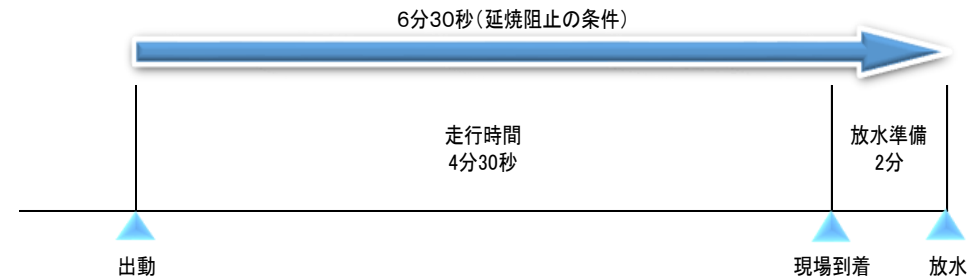 6分30秒(延焼阻止の条件)
走行時間
4分30秒
放水準備
2分
出動
現場到着
放水